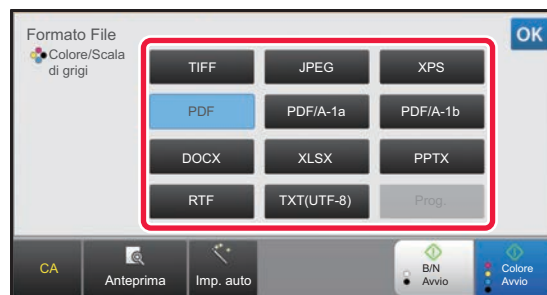 Formato File
OK
Colore/Scala
di grigi
TIFF JPEG XPS
PDF PDF/A-1a PDF/A-1b
DOCX XLSX PPTX
RTF TXT(UTF-8) Prog.
CA
Anteprima
Imp. auto
B/N
Avvio
Colore
Avvio